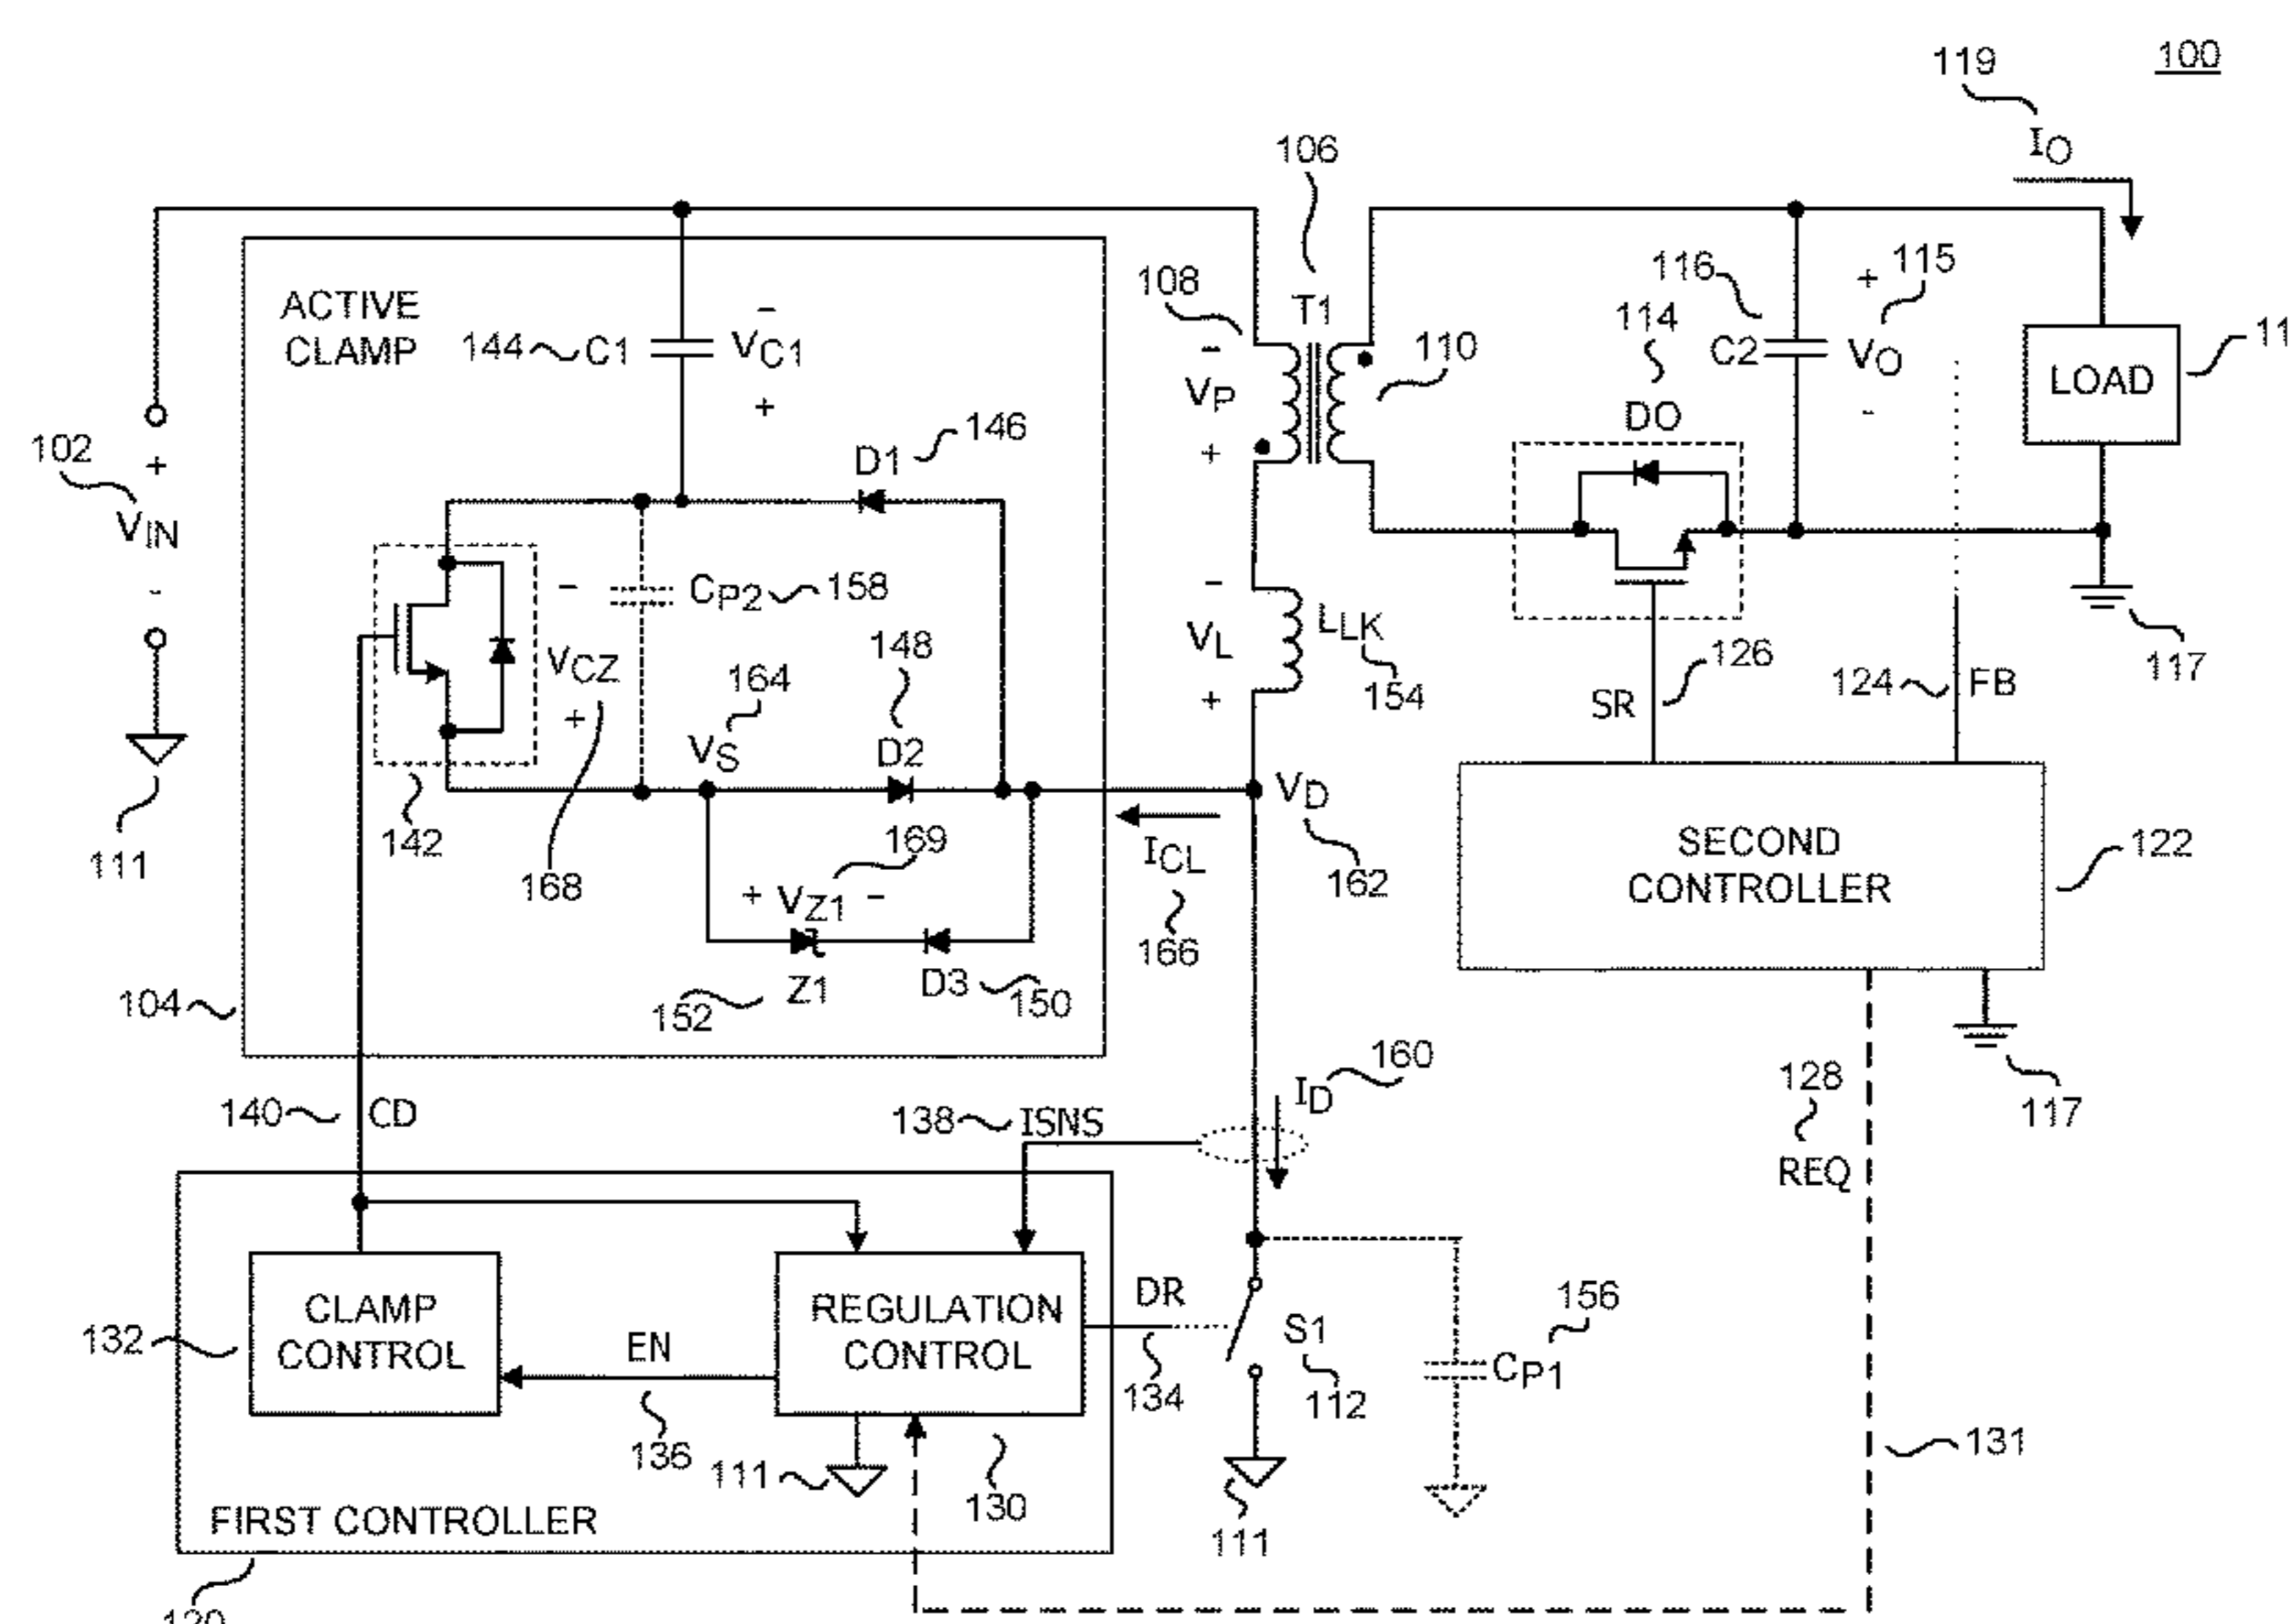 100
119
IO
106
108
T1
110
VP
-
+
ACTIVE
CLAMP
144
C1
-
VC1
+
D1
146
102
+
VIN
-
111
142
-
VCZ
+
168
CP2
158
VS
164
148
D2
169
+ VZ1 -
152
Z1
D3
150
104
-
VL
+
LLK
154
VD
162
ICL
166
114
DO
116
C2
+
VO
-
115
LOAD
11
117
SR
126
124
FB
SECOND
CONTROLLER
122
117
128
REQ
131
140
CD
138
ISNS
ID
160
CLAMP
CONTROL
132
EN
136
REGULATION
CONTROL
130
111
DR
134
S1
112
111
CP1
156
FIRST CONTROLLER
120